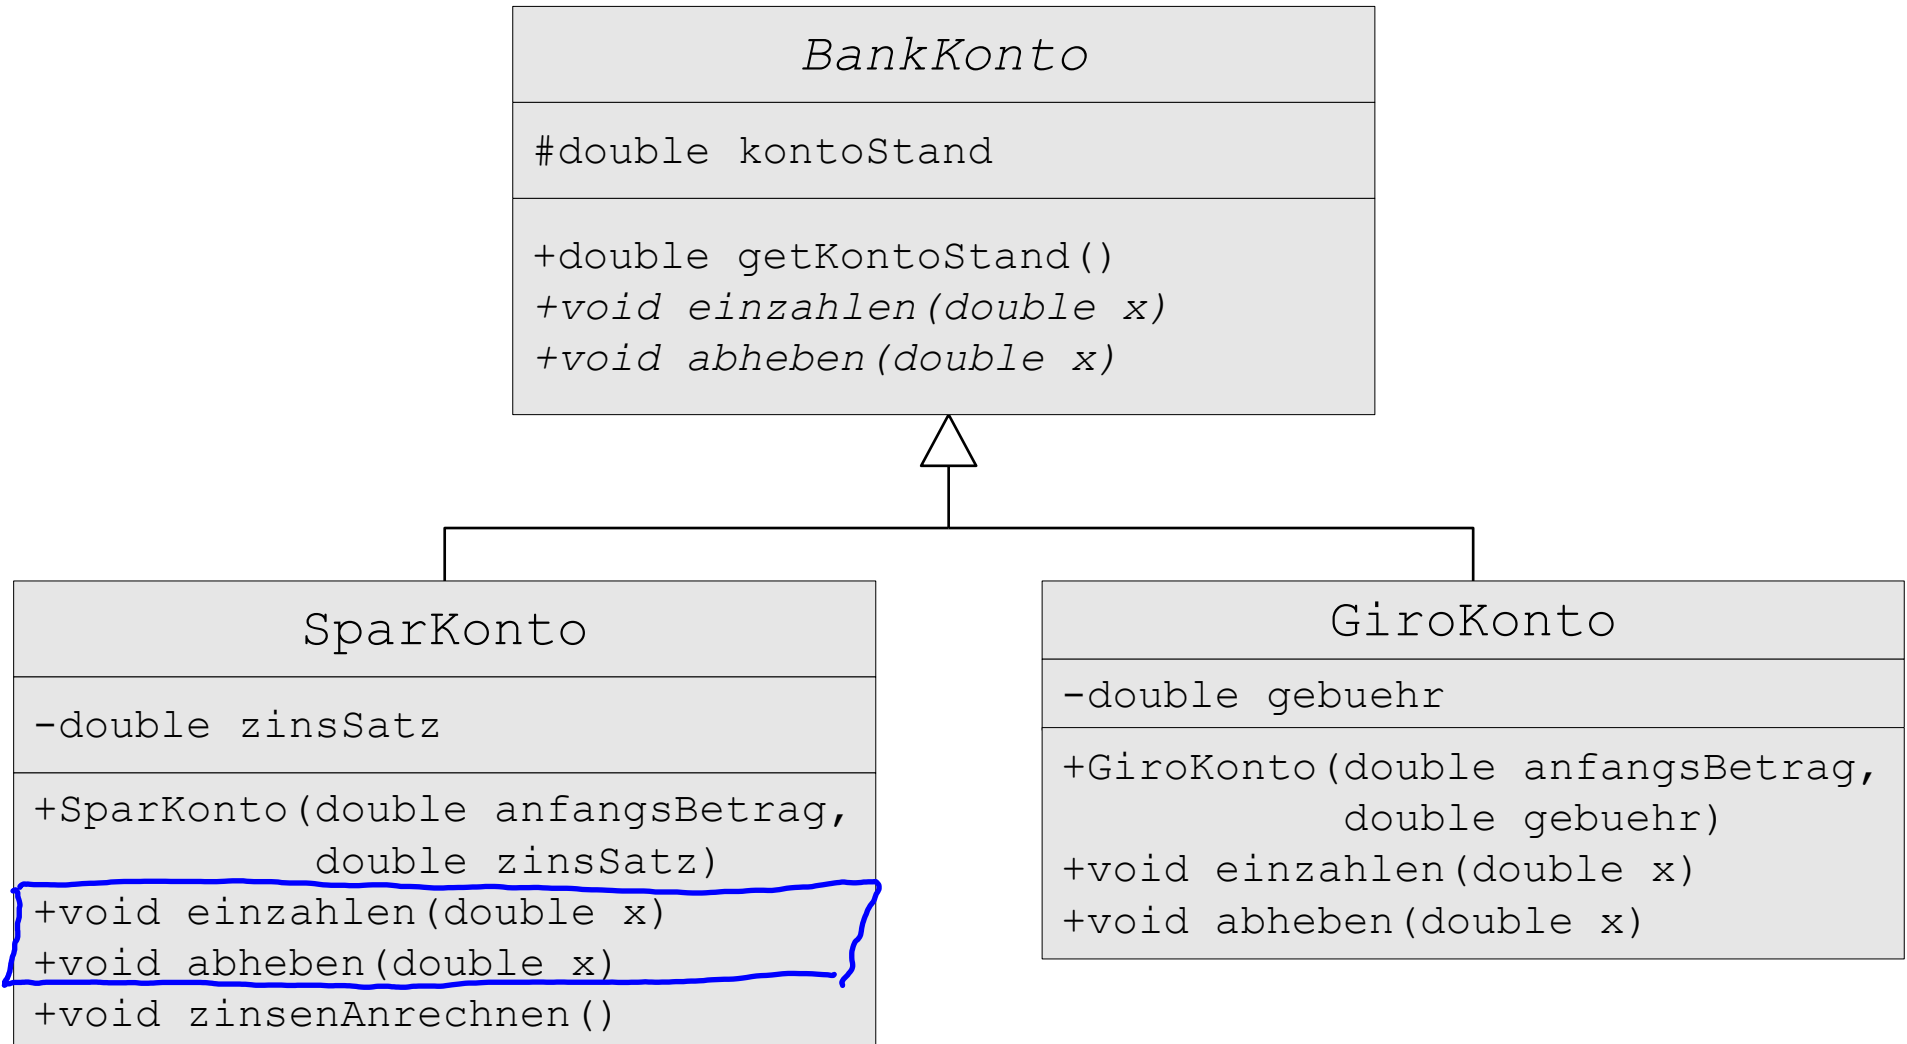 BankKonto
#double kontoStand
+double getKontoStand()
+void einzahlen(double x)
+void abheben(double x)
SparKonto
-double zinsSatz
+SparKonto(double anfangsBetrag,
double zinsSatz)
+void einzahlen(double x)
+void abheben(double x)
+void zinsenAnrechnen()
GiroKonto
-double gebuehr
+GiroKonto(double anfangsBetrag,
double gebuehr)
+void einzahlen(double x)
+void abheben(double x)